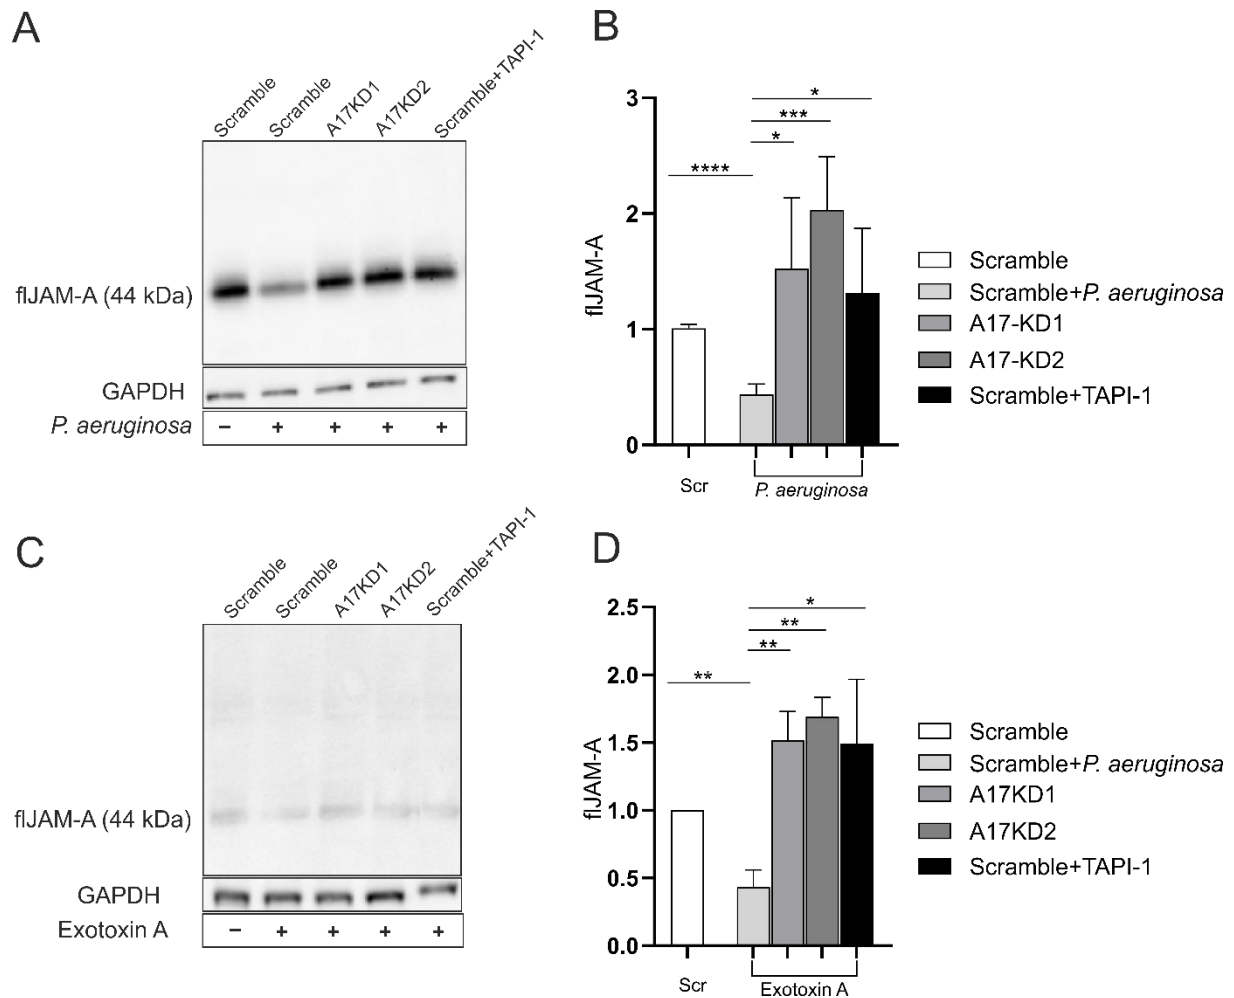 A
Scramble
Scramble
A17KD1
A17KD2
Scramble+TAPI-1
flJAM-A (44 kDa)
GAPDH
P. aeruginosa
− + + + +
B
flJAM-A
3
2
1
0
****
*
***
*
Scr
P. aeruginosa
Scramble
Scramble+P. aeruginosa
A17-KD1
A17-KD2
Scramble+TAPI-1
C
Scramble
Scramble
A17KD1
A17KD2
Scramble+TAPI-1
flJAM-A (44 kDa)
GAPDH
Exotoxin A
− + + + +
D
flJAM-A
2.5
2.0
1.5
1.0
0.5
0.0
**
**
**
*
Scr
Exotoxin A
Scramble
Scramble+P. aeruginosa
A17KD1
A17KD2
Scramble+TAPI-1